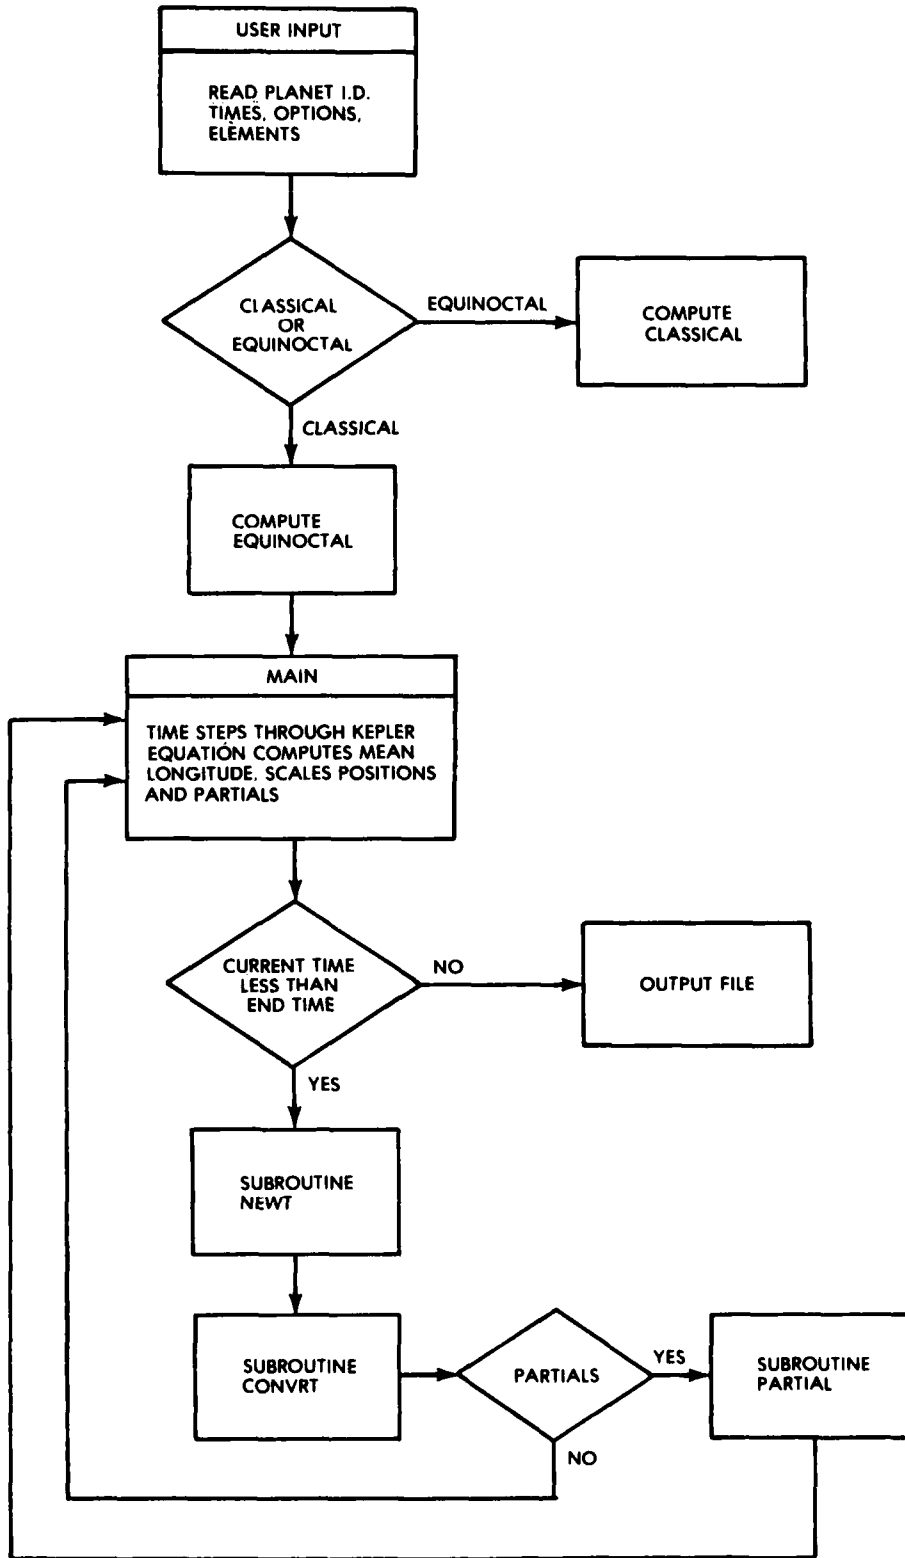 USER INPUT
READ PLANET I.D.
TIMES, OPTIONS,
ELEMENTS
CLASSICAL
OR
EQUINOCTAL
EQUINOCTAL
COMPUTE
CLASSICAL
CLASSICAL
COMPUTE
EQUINOCTAL
MAIN
TIME STEPS THROUGH KEPLER
EQUATION COMPUTES MEAN
LONGITUDE, SCALES POSITIONS
AND PARTIALS
CURRENT TIME
LESS THAN
END TIME
NO
OUTPUT FILE
YES
SUBROUTINE
NEWT
SUBROUTINE
CONVRT
PARTIALS
YES
SUBROUTINE
PARTIAL
NO